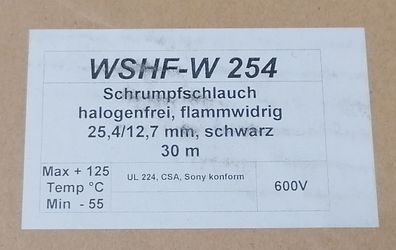 WSHF-W 254
Schrumpfschlauch
halogenfrei, flammwidrig
25,4/12,7 mm, schwarz
30 m
Max + 125
Temp °C
Min - 55
UL 224, CSA, Sony konform
600V